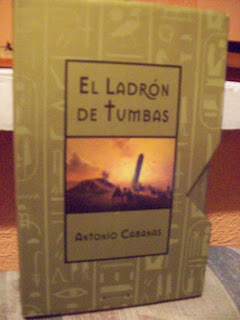 EL LADRÓN
DE TUMBAS
ANTONIO CABANAS